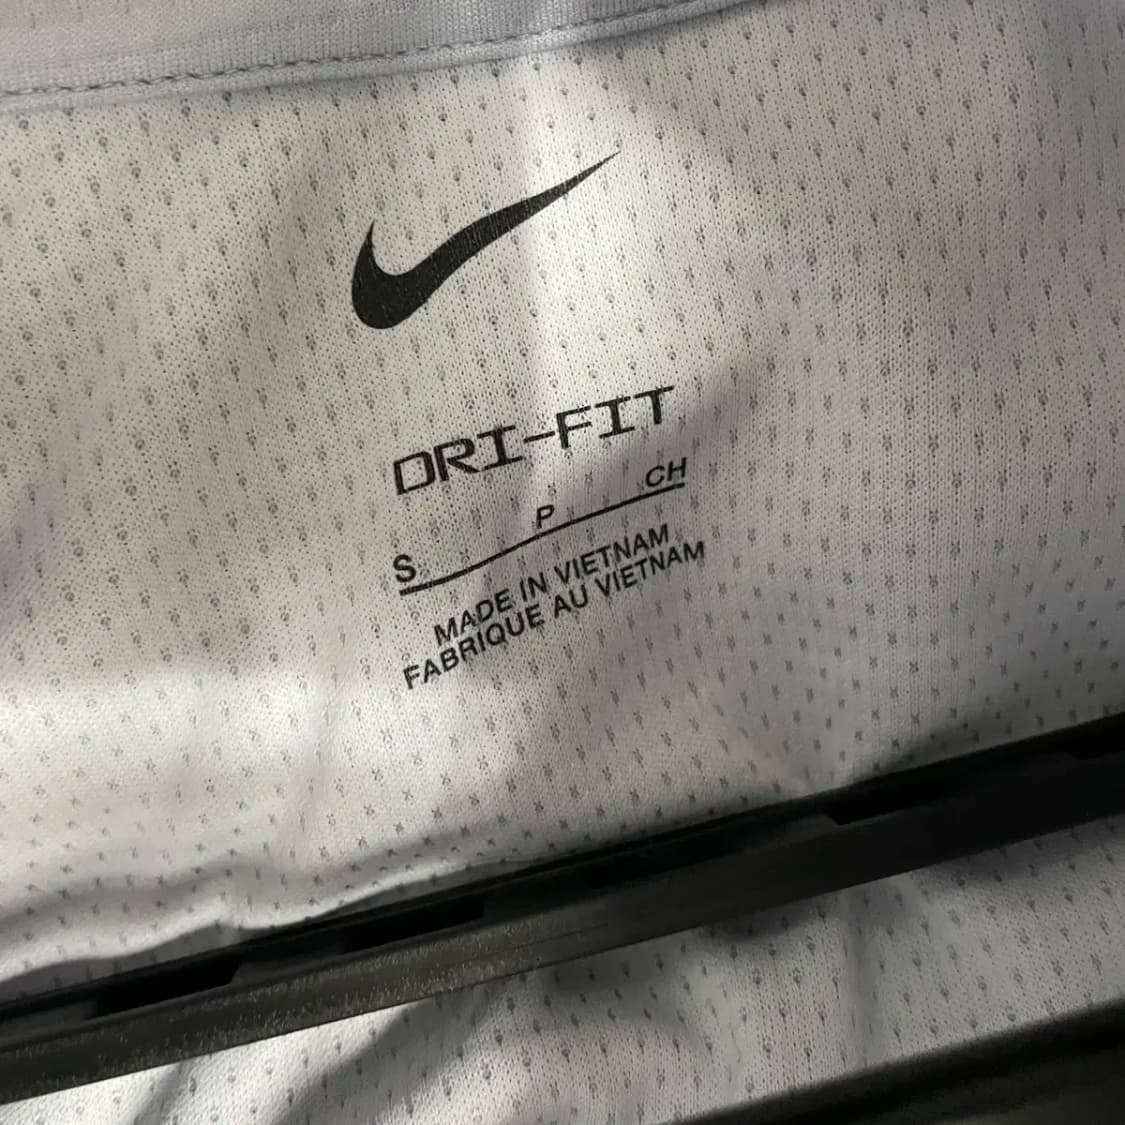 DRI-FIT
S P CH
MADE IN VIETNAM
FABRIQUE AU VIETNAM